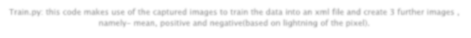 Train.py: this code makes use of the captured images to train the data into an xml file and create 3 further images ,
namely- mean, positive and negative(based on lightning of the pixel).